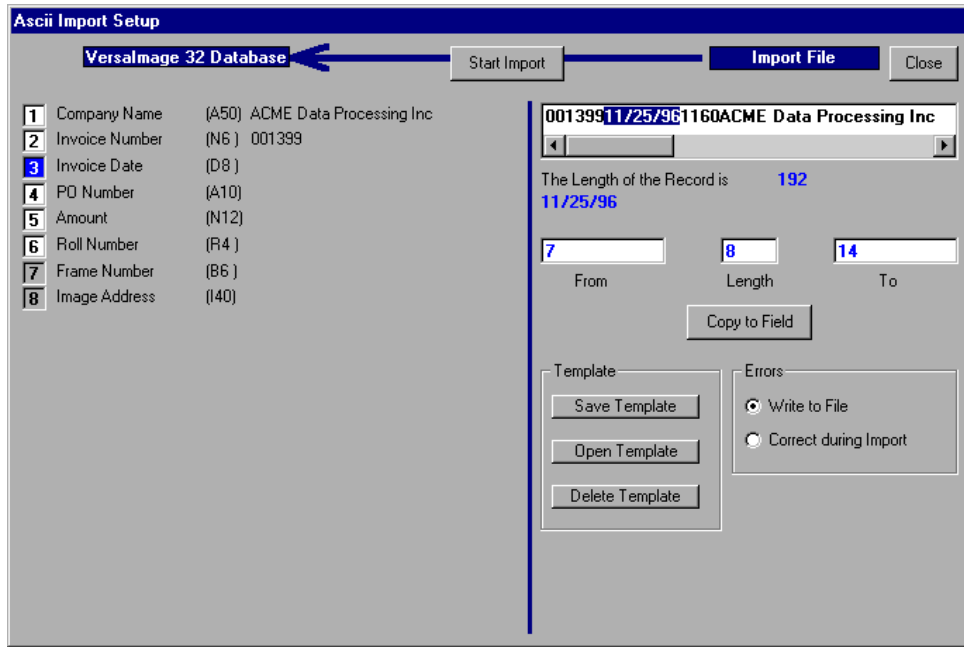 Ascii Import Setup
VersaImage 32 Database
Start Import
Import File
Close
1 Company Name (A50) ACME Data Processing Inc
2 Invoice Number (N6 ) 001399
3 Invoice Date (D8 )
4 PO Number (A10)
5 Amount (N12)
6 Roll Number (R4 )
7 Frame Number (B6 )
8 Image Address (I40)
00139911/25/961160ACME Data Processing Inc
The Length of the Record is 192
11/25/96
7 8 14
From Length To
Copy to Field
Template
Save Template
Open Template
Delete Template
Errors
Write to File
Correct during Import